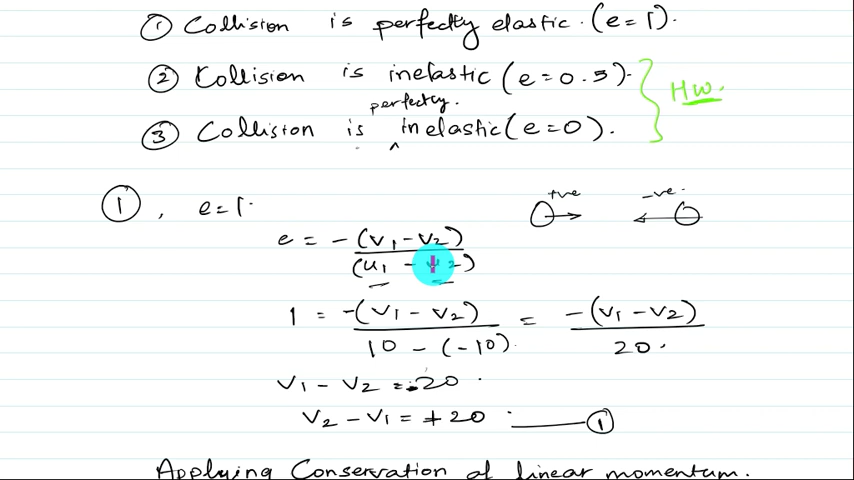 ① Collision is perfectly elastic. (e=1).
② Collision is inelastic (e=0.5). } HW.
perfectly.
③ Collision is ^ inelastic (e=0).
① , e=1. +ve -ve
e = -(v₁-v₂)/(u₁-u₂)
1 = -(v₁-v₂)/(10-(-10)) = -(v₁-v₂)/20.
v₁-v₂ = -20.
v₂-v₁ = +20. ——①
Applying Conservation of linear momentum.